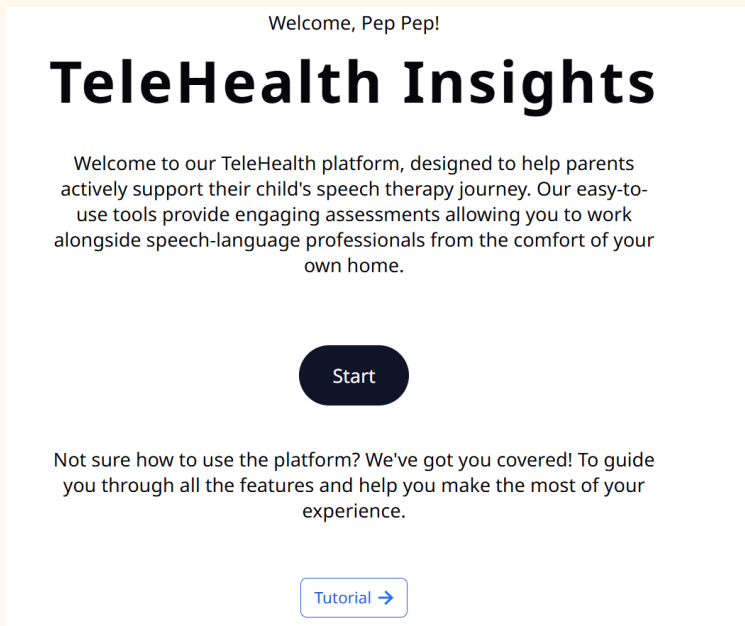 Welcome, Pep Pep!
TeleHealth Insights
Welcome to our TeleHealth platform, designed to help parents
actively support their child's speech therapy journey. Our easy-to-
use tools provide engaging assessments allowing you to work
alongside speech-language professionals from the comfort of your
own home.
Start
Not sure how to use the platform? We've got you covered! To guide
you through all the features and help you make the most of your
experience.
Tutorial →